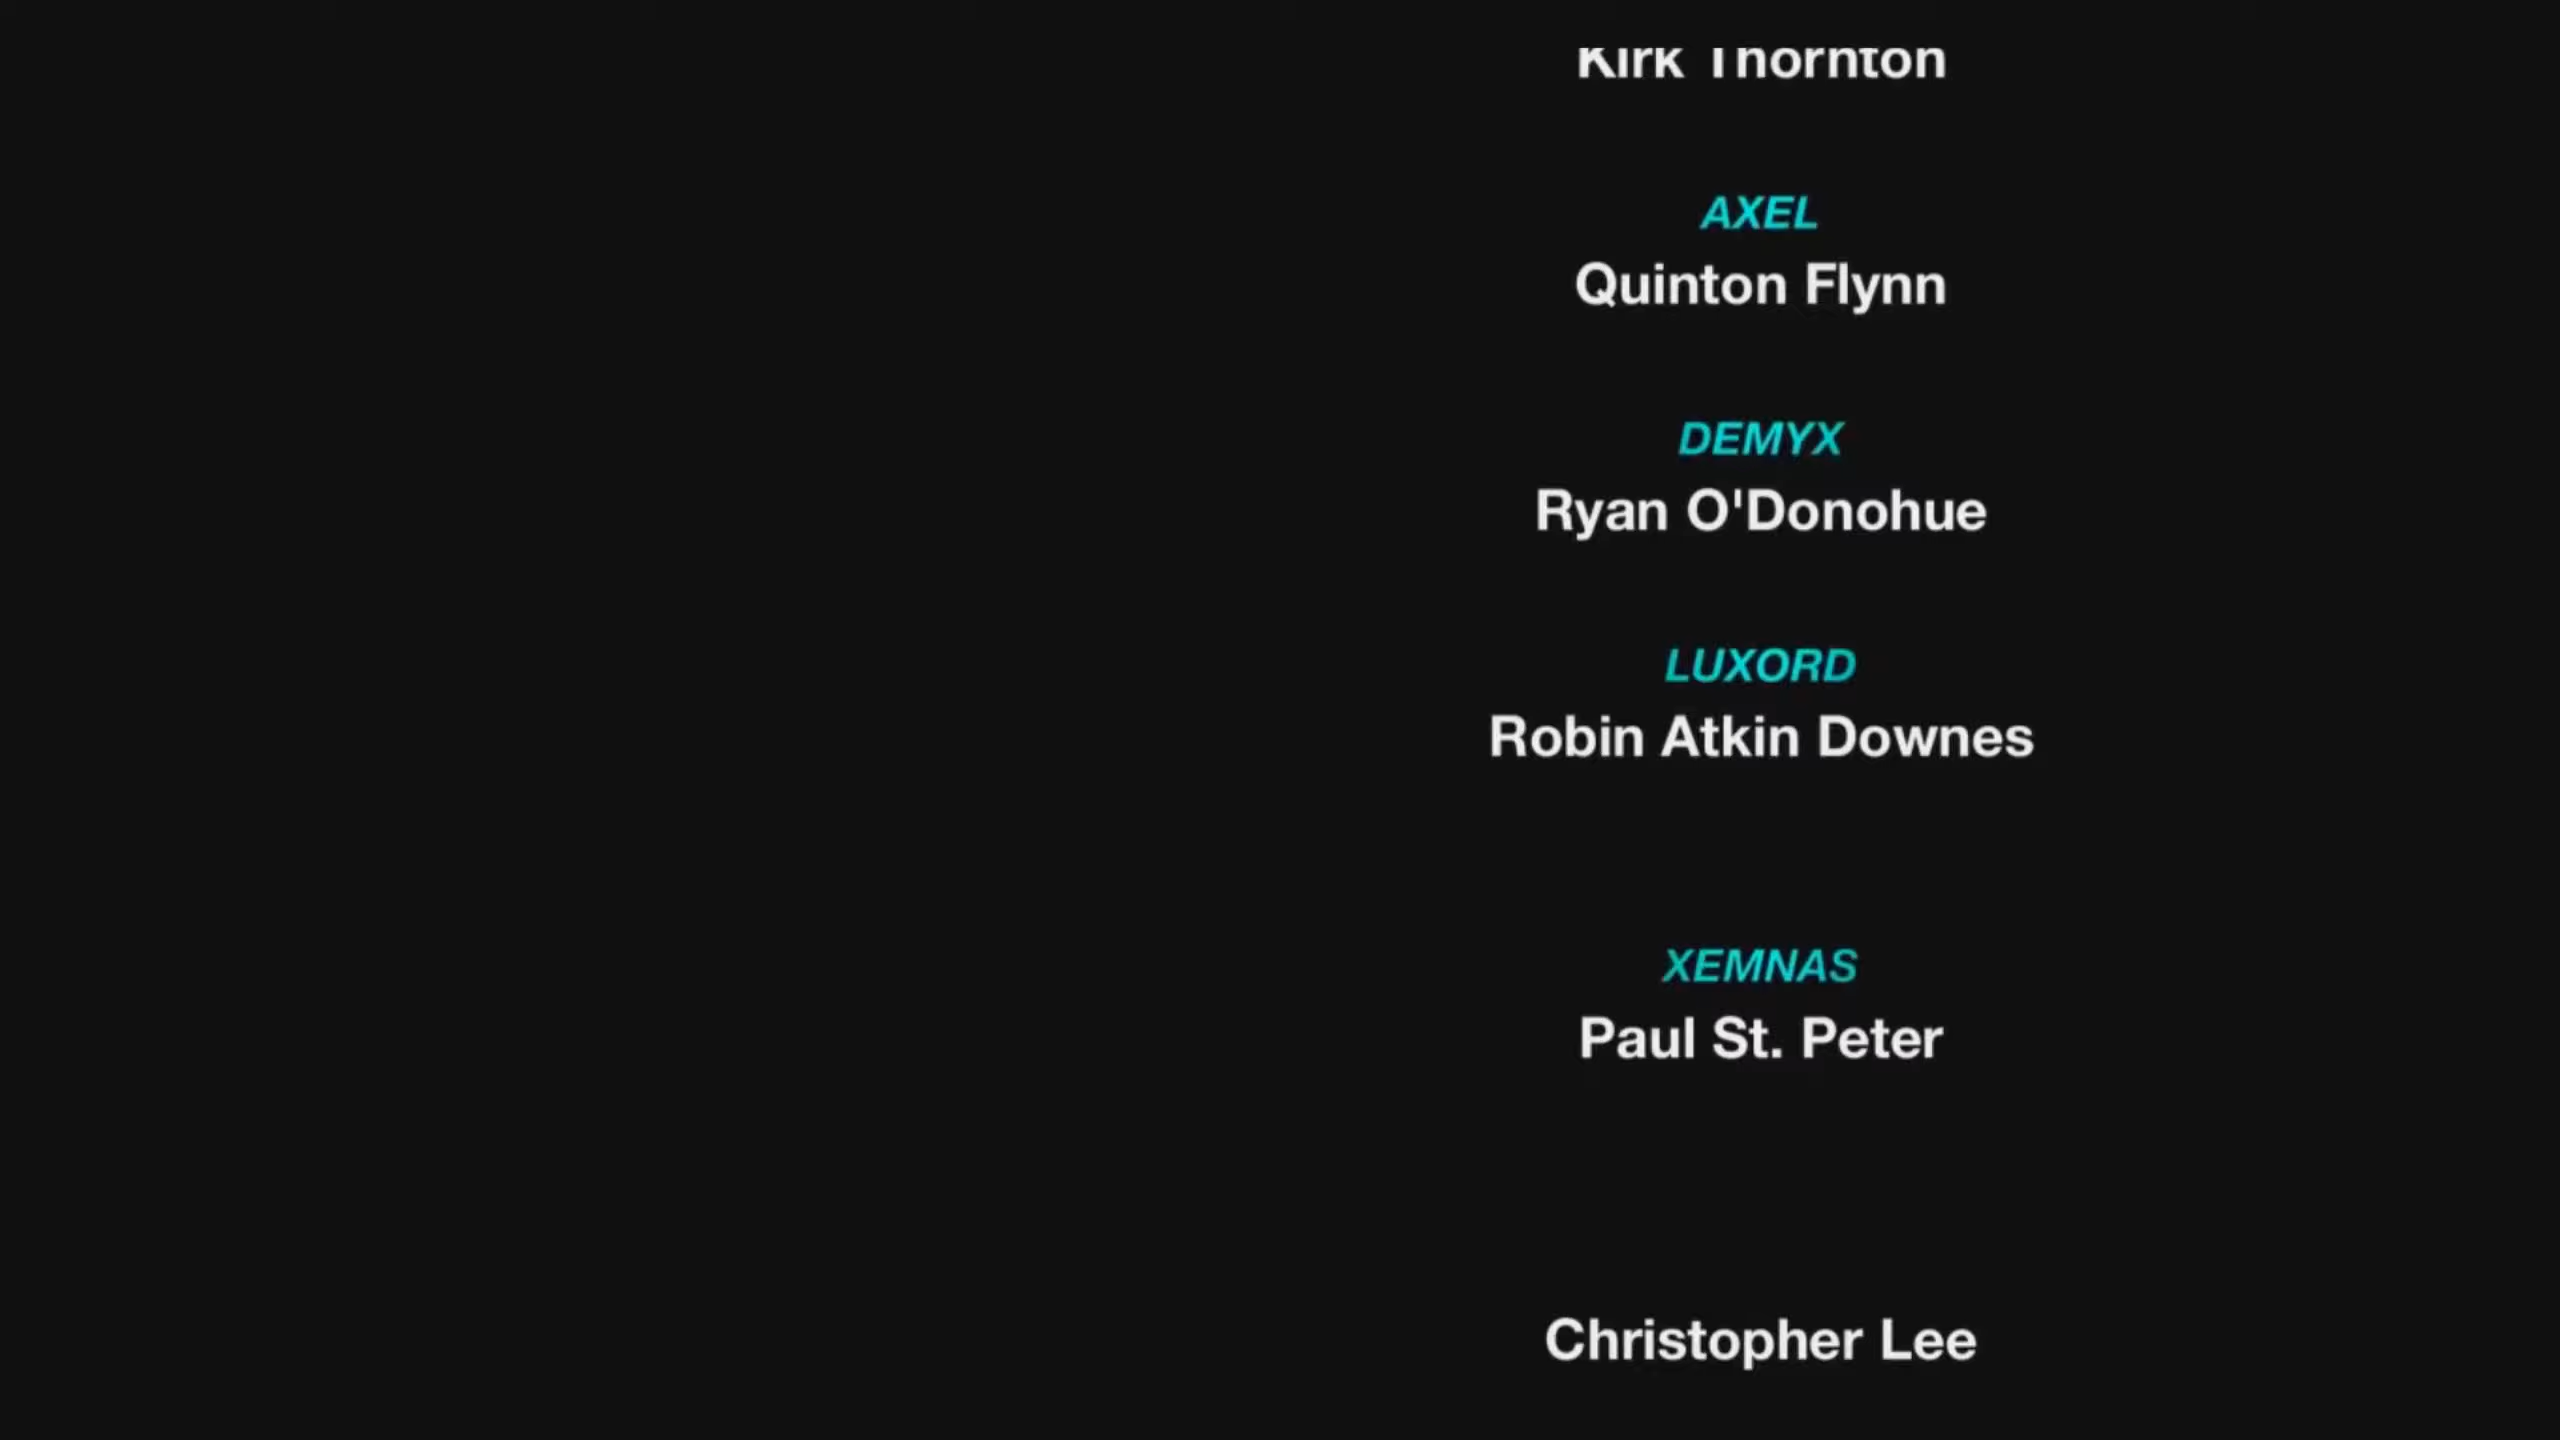 Kirk Thornton
AXEL
Quinton Flynn
DEMYX
Ryan O'Donohue
LUXORD
Robin Atkin Downes
XEMNAS
Paul St. Peter
Christopher Lee